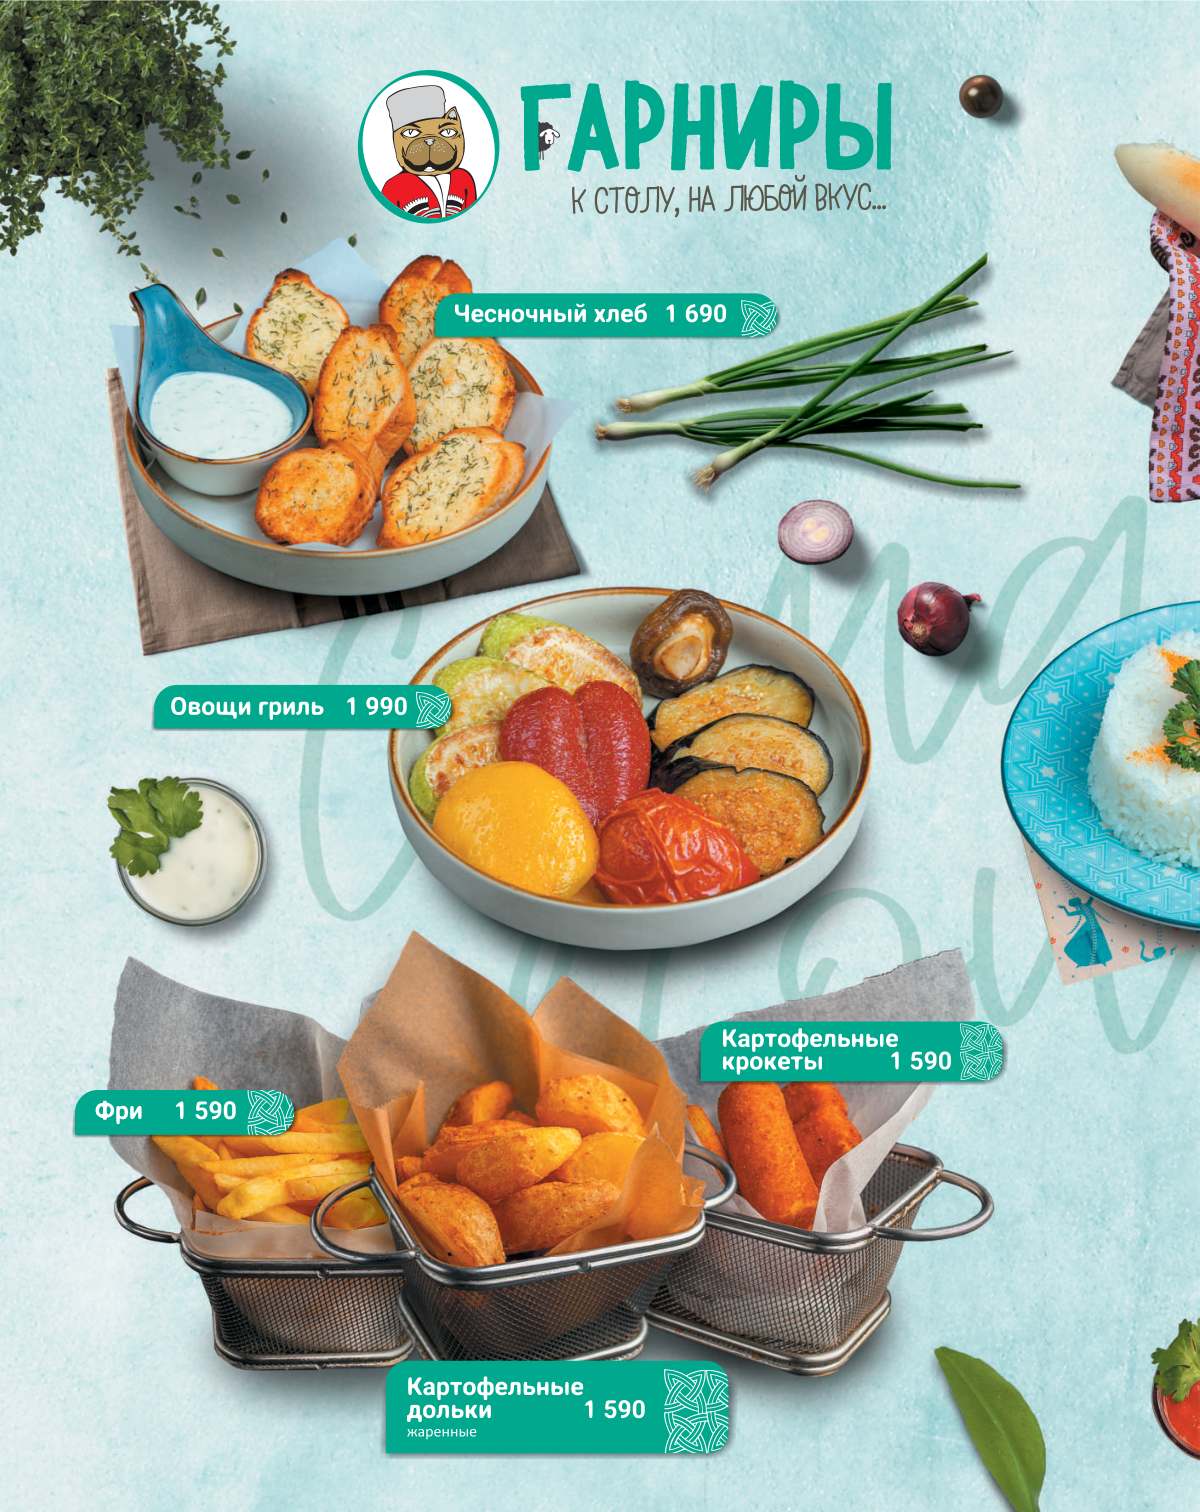 ГАРНИРЫ
К СТОЛУ, НА ЛЮБОЙ ВКУС...
Чесночный хлеб 1 690
Овощи гриль 1 990
Картофельные
крокеты 1 590
Фри 1 590
Картофельные
дольки 1 590
жаренные